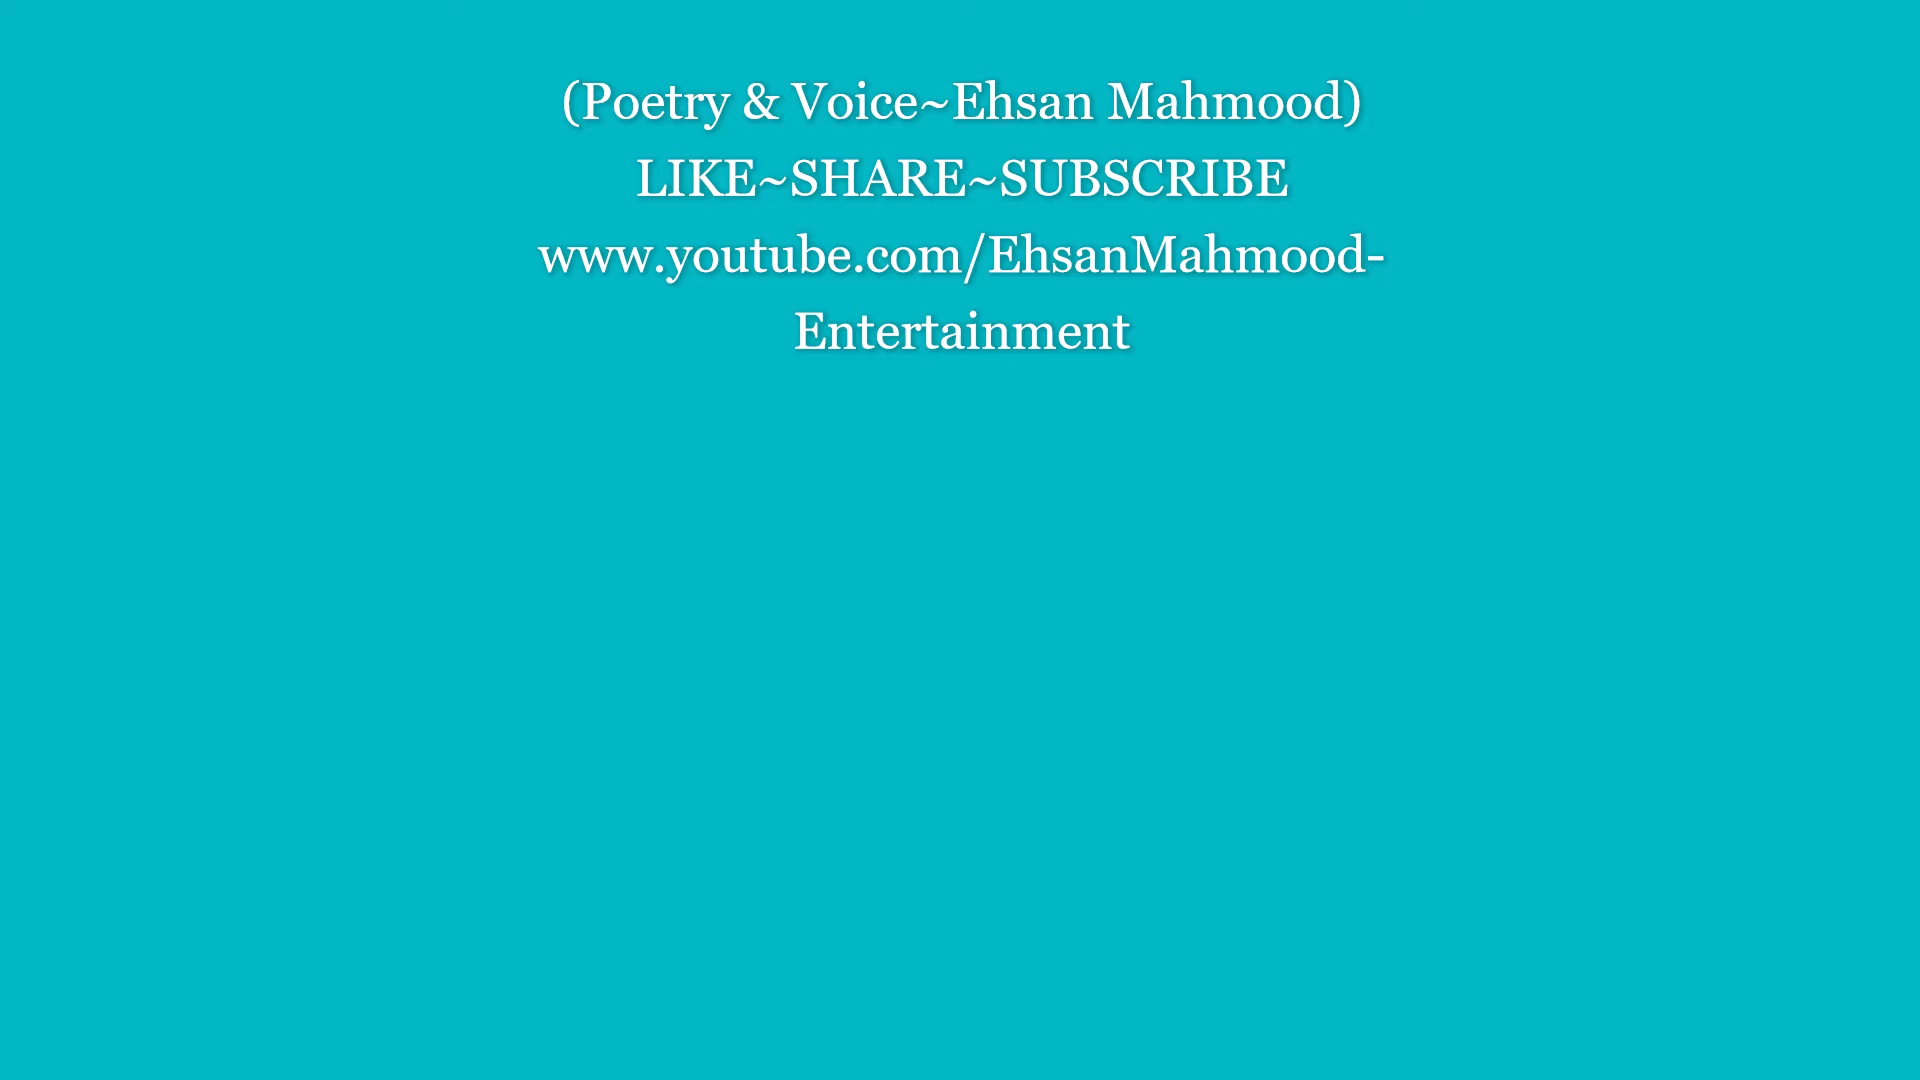 (Poetry & Voice~Ehsan Mahmood)
LIKE~SHARE~SUBSCRIBE
www.youtube.com/EhsanMahmood-
Entertainment